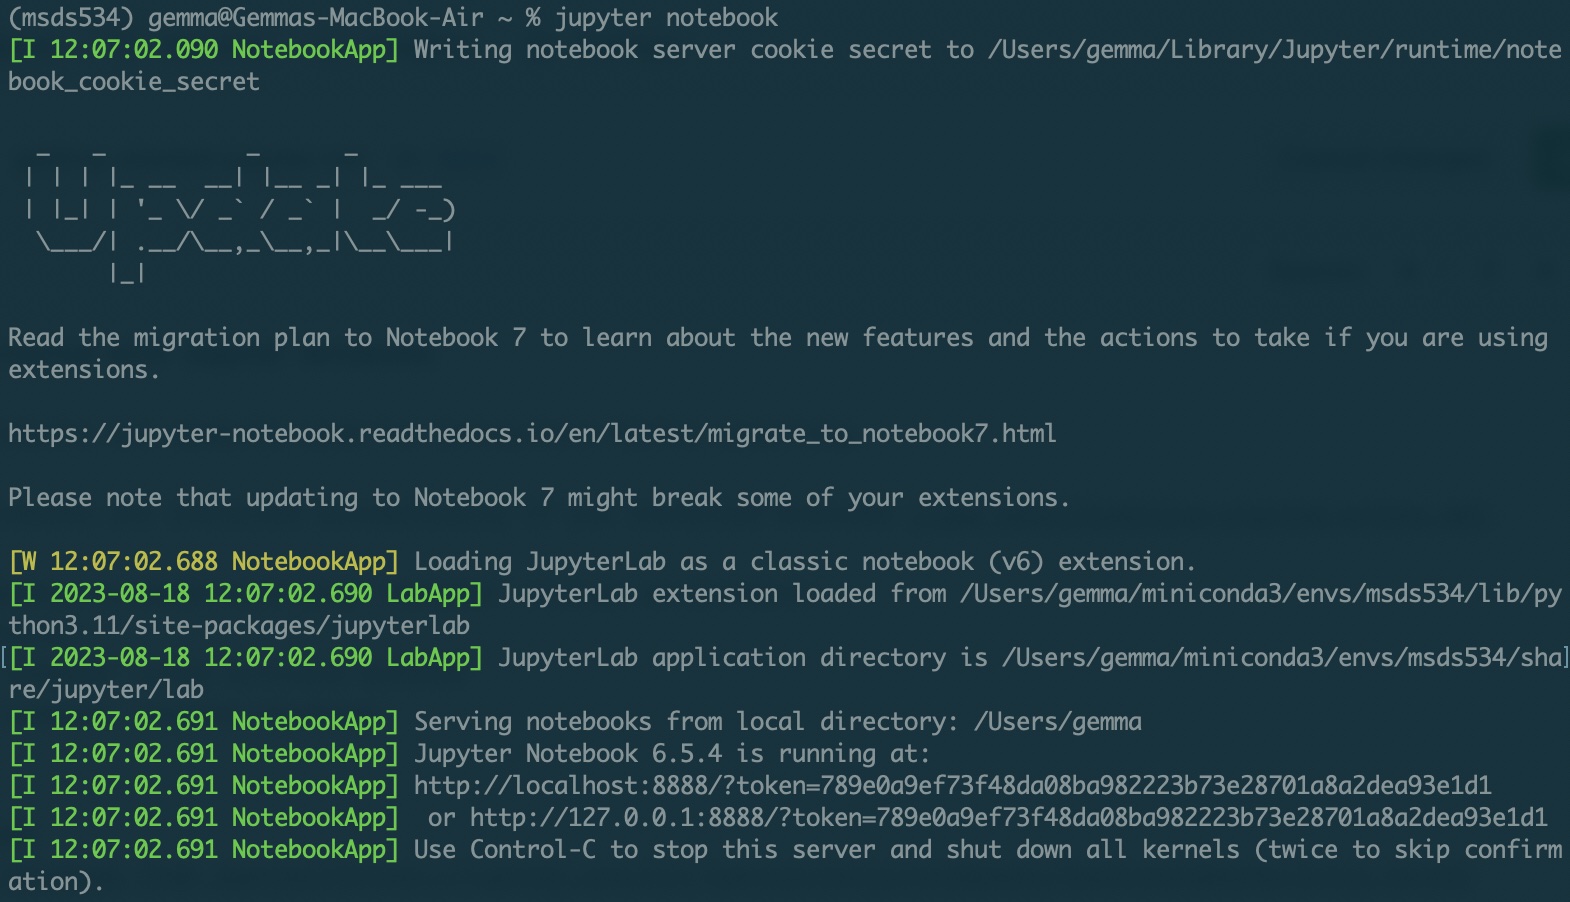 (msds534) gemma@Gemmas-MacBook-Air ~ % jupyter notebook
[I 12:07:02.090 NotebookApp] Writing notebook server cookie secret to /Users/gemma/Library/Jupyter/runtime/note
book_cookie_secret
  _   _          _      _
 | | | |_ __  __| |__ _| |_ ___
 | |_| | '_ \/ _` / _` |  _/ -_)
  \___/| .__/\__,_\__,_|\__\___|
       |_|
Read the migration plan to Notebook 7 to learn about the new features and the actions to take if you are using
extensions.
https://jupyter-notebook.readthedocs.io/en/latest/migrate_to_notebook7.html
Please note that updating to Notebook 7 might break some of your extensions.
[W 12:07:02.688 NotebookApp] Loading JupyterLab as a classic notebook (v6) extension.
[I 2023-08-18 12:07:02.690 LabApp] JupyterLab extension loaded from /Users/gemma/miniconda3/envs/msds534/lib/py
thon3.11/site-packages/jupyterlab
[I 2023-08-18 12:07:02.690 LabApp] JupyterLab application directory is /Users/gemma/miniconda3/envs/msds534/sha
re/jupyter/lab
[I 12:07:02.691 NotebookApp] Serving notebooks from local directory: /Users/gemma
[I 12:07:02.691 NotebookApp] Jupyter Notebook 6.5.4 is running at:
[I 12:07:02.691 NotebookApp] http://localhost:8888/?token=789e0a9ef73f48da08ba982223b73e28701a8a2dea93e1d1
[I 12:07:02.691 NotebookApp]  or http://127.0.0.1:8888/?token=789e0a9ef73f48da08ba982223b73e28701a8a2dea93e1d1
[I 12:07:02.691 NotebookApp] Use Control-C to stop this server and shut down all kernels (twice to skip confirm
ation).